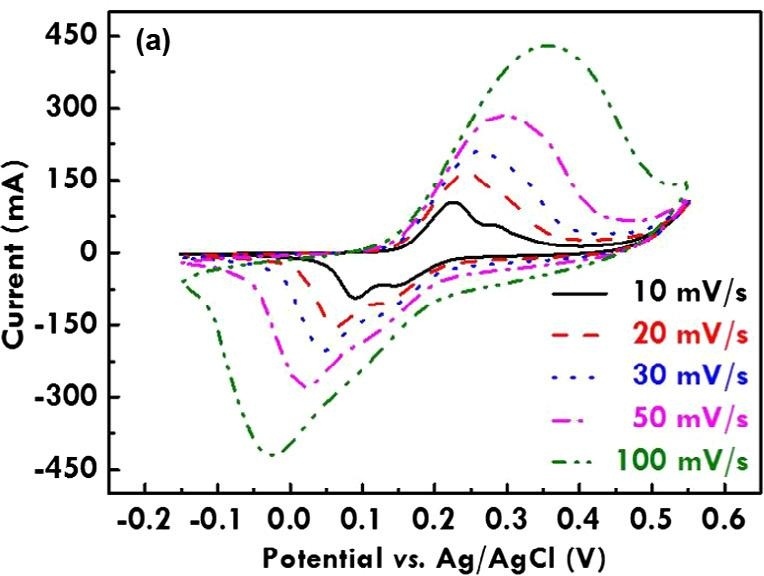 (a)
450
300
150
0
-150
-300
-450
Current (mA)
10 mV/s
20 mV/s
30 mV/s
50 mV/s
100 mV/s
-0.2 -0.1 0.0 0.1 0.2 0.3 0.4 0.5 0.6
Potential vs. Ag/AgCl (V)